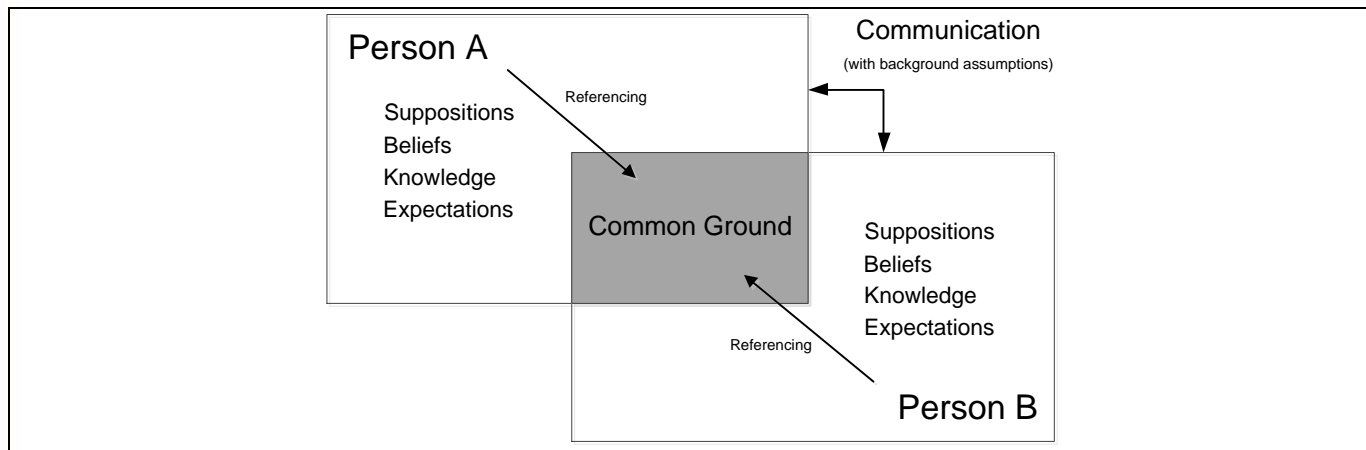 Person A
Communication
(with background assumptions)
Referencing
Suppositions
Beliefs
Knowledge
Expectations
Common Ground
Suppositions
Beliefs
Knowledge
Expectations
Referencing
Person B